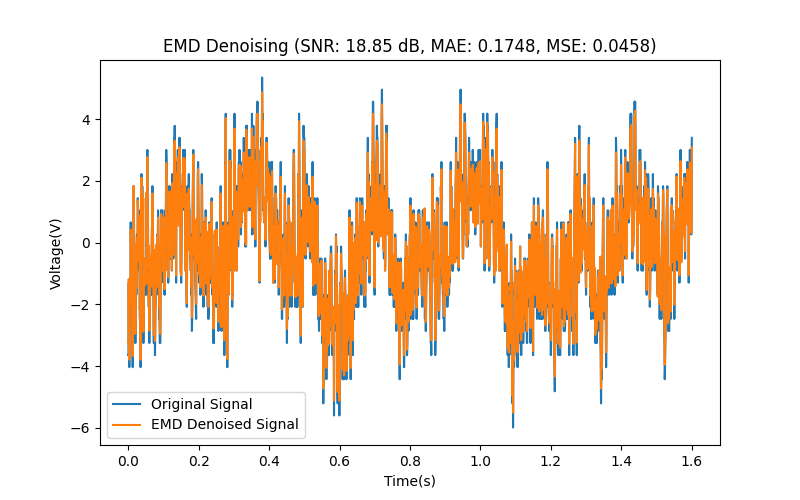 EMD Denoising (SNR: 18.85 dB, MAE: 0.1748, MSE: 0.0458)
4
2
0
−2
−4
−6
Voltage(V)
Original Signal
EMD Denoised Signal
0.0 0.2 0.4 0.6 0.8 1.0 1.2 1.4 1.6
Time(s)